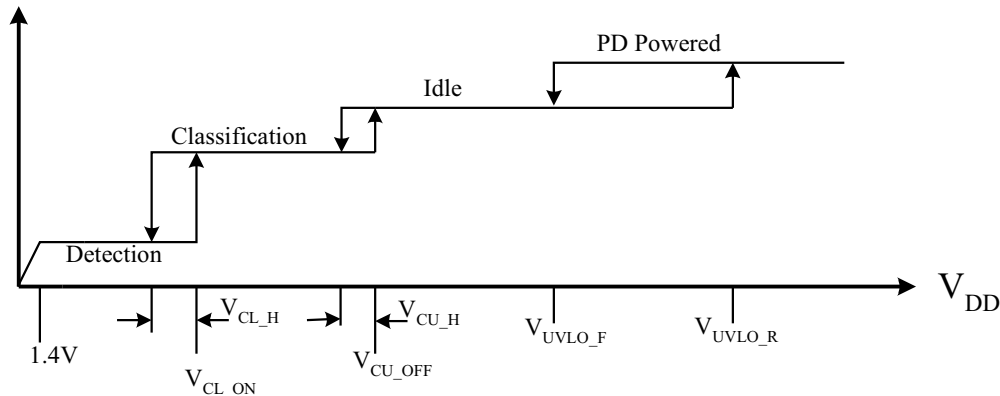 PD Powered
Idle
Classification
Detection
V_DD
V_CL_H
V_CU_H
V_UVLO_F
V_UVLO_R
1.4V
V_CU_OFF
V_CL_ON